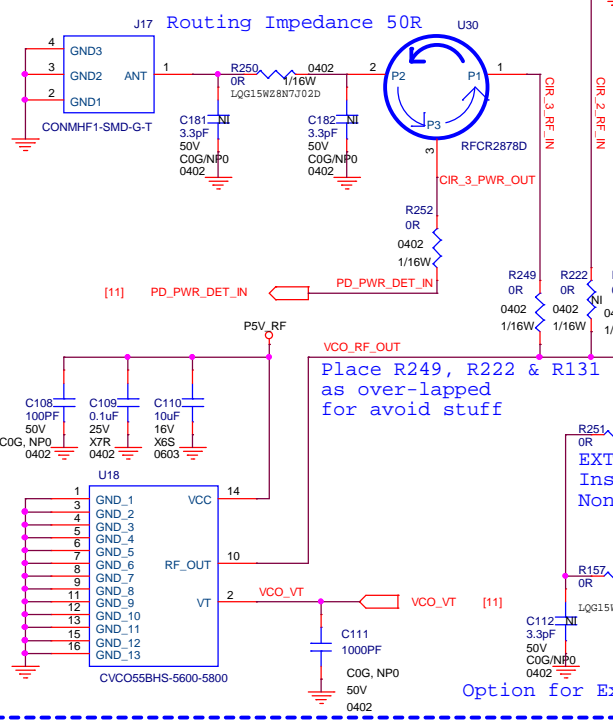 J17 Routing Impedance 50R U30
4 GND3
3 GND2 ANT 1
2 GND1
CONMHF1-SMD-G-T
R250 0402
0R 1/16W
LQG15WZ8N7J02D
C181 NI
3.3pF
50V
C0G/NP0
0402
C182 NI
3.3pF
50V
C0G/NP0
0402
2 P2 P1 1
P3
3
RFCR2878D
CIR_3_RF_IN
CIR_2_RF_IN
CIR_3_PWR_OUT
R252
0R
0402
1/16W
[11] PD_PWR_DET_IN
PD_PWR_DET_IN
R249
0R
0402
1/16W
R222
0R
0402 NI
1/16W
P5V_RF
VCO_RF_OUT
Place R249, R222 & R131
as over-lapped
for avoid stuff
C108
100PF
50V
C0G, NP0
0402
C109
0.1uF
25V
X7R
0402
C110
10uF
16V
X6S
0603
U18
1 GND_1
3 GND_2
4 GND_3
5 GND_4
6 GND_5
7 GND_6
8 GND_7
9 GND_8
11 GND_9
12 GND_10
13 GND_11
15 GND_12
16 GND_13
VCC 14
RF_OUT 10
VT 2
CVCO55BHS-5600-5800
VCO_VT
VCO_VT [11]
C111
1000PF
C0G, NP0
50V
0402
R251
0R
EXT
Ins
Non
R157
0R
LQG15W
C112 NI
3.3pF
50V
C0G/NP0
0402
Option for Ex